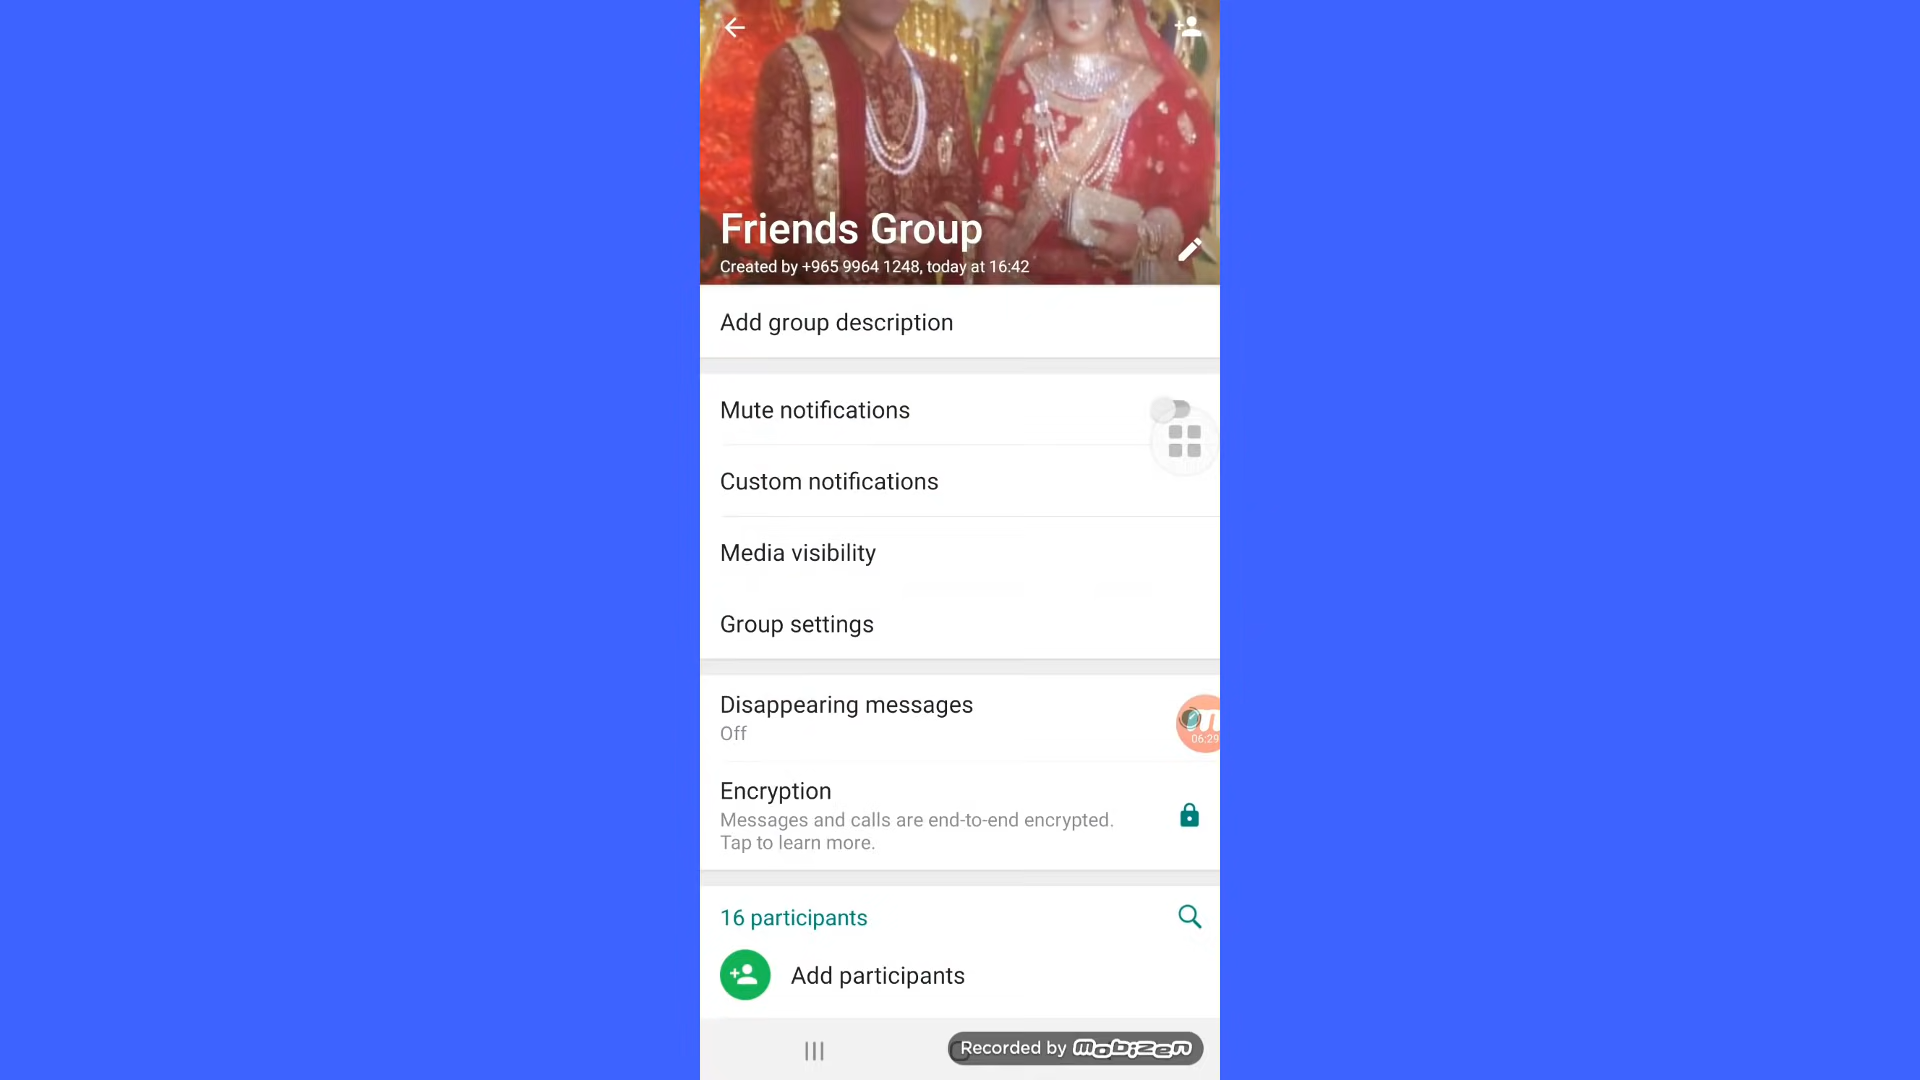 Friends Group
Created by +965 9964 1248, today at 16:42
Add group description
Mute notifications
Custom notifications
Media visibility
Group settings
Disappearing messages
Off
06:29
Encryption
Messages and calls are end-to-end encrypted.
Tap to learn more.
16 participants
Add participants
Recorded by mobizen